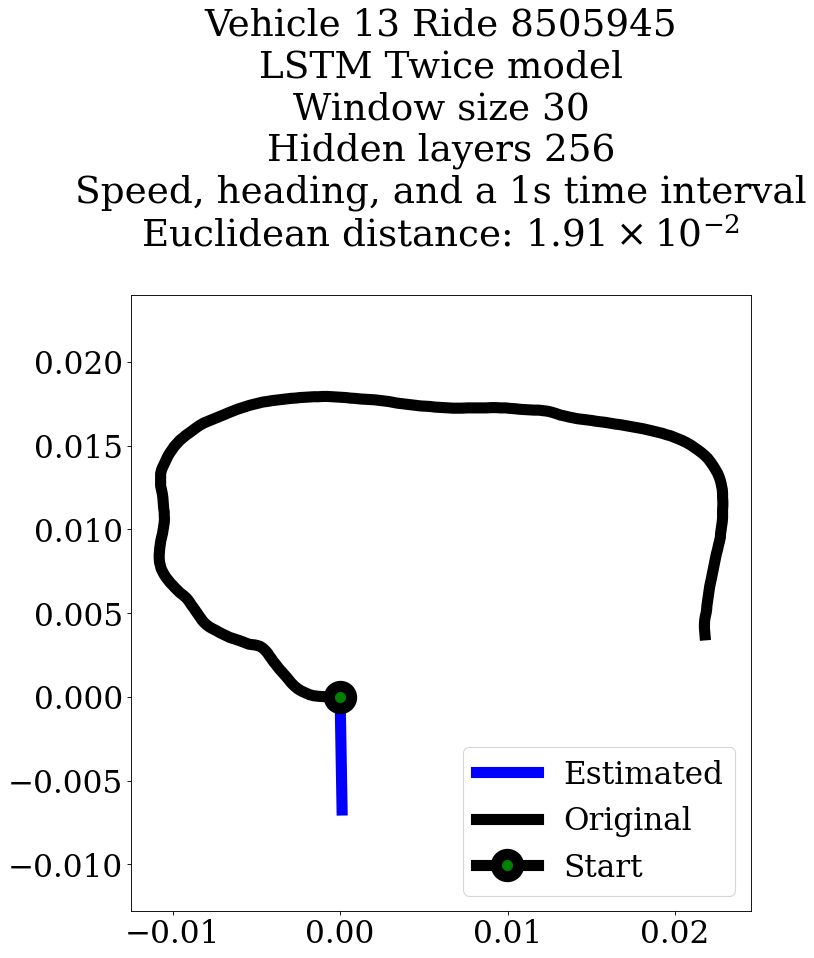 Vehicle 13 Ride 8505945
LSTM Twice model
Window size 30
Hidden layers 256
Speed, heading, and a 1s time interval
Euclidean distance: 1.91 × 10⁻²
0.020
0.015
0.010
0.005
0.000
−0.005
−0.010
Estimated
Original
Start
−0.01 0.00 0.01 0.02